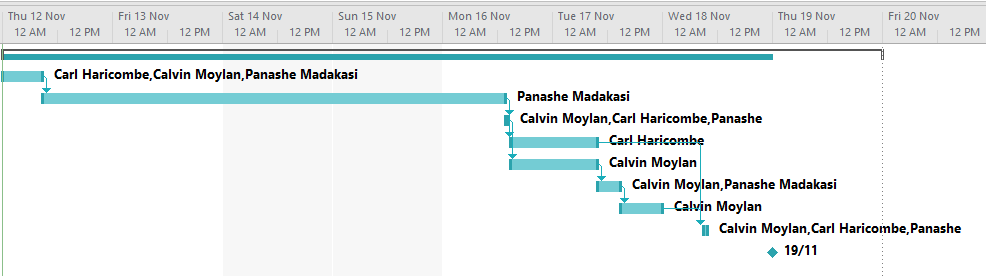 Thu 12 Nov Fri 13 Nov Sat 14 Nov Sun 15 Nov Mon 16 Nov Tue 17 Nov Wed 18 Nov Thu 19 Nov Fri 20 Nov
12 AM 12 PM 12 AM 12 PM 12 AM 12 PM 12 AM 12 PM 12 AM 12 PM 12 AM 12 PM 12 AM 12 PM 12 AM 12 PM 12 AM 12 PM
Carl Haricombe,Calvin Moylan,Panashe Madakasi
Panashe Madakasi
Calvin Moylan,Carl Haricombe,Panashe
Carl Haricombe
Calvin Moylan
Calvin Moylan,Panashe Madakasi
Calvin Moylan
Calvin Moylan,Carl Haricombe,Panashe
19/11